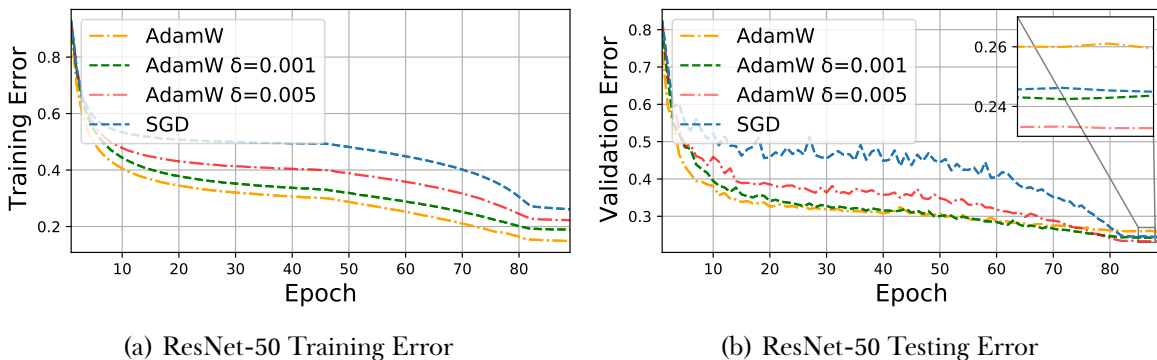 0.8
0.6
0.4
0.2
Training Error
AdamW
AdamW δ=0.001
AdamW δ=0.005
SGD
10 20 30 40 50 60 70 80
Epoch
(a) ResNet-50 Training Error
0.8
0.7
0.6
0.5
0.4
0.3
Validation Error
AdamW
AdamW δ=0.001
AdamW δ=0.005
SGD
0.26
0.24
10 20 30 40 50 60 70 80
Epoch
(b) ResNet-50 Testing Error